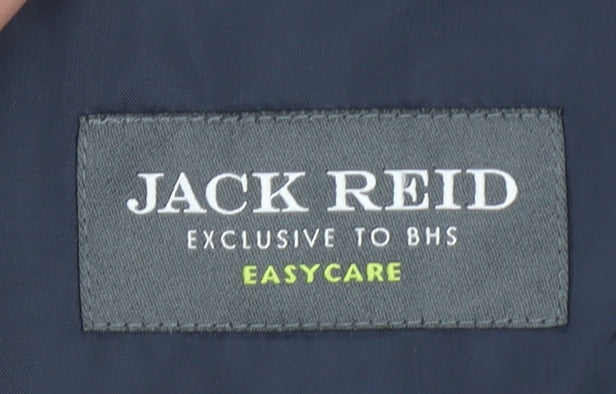 JACK REID
EXCLUSIVE TO BHS
EASYCARE